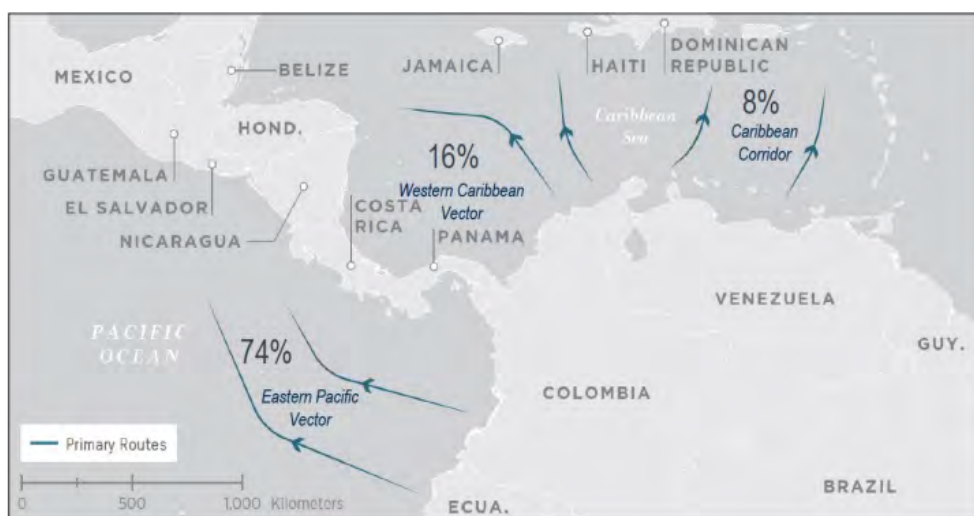 MEXICO
BELIZE
JAMAICA
HAITI
DOMINICAN
REPUBLIC
HOND.
Caribbean
Sea
8%
Caribbean
Corridor
16%
Western Caribbean
Vector
GUATEMALA
EL SALVADOR
NICARAGUA
COSTA
RICA
PANAMA
VENEZUELA
GUY.
PACIFIC
OCEAN
74%
Eastern Pacific
Vector
COLOMBIA
Primary Routes
0 500 1,000 Kilometers
ECUA.
BRAZIL